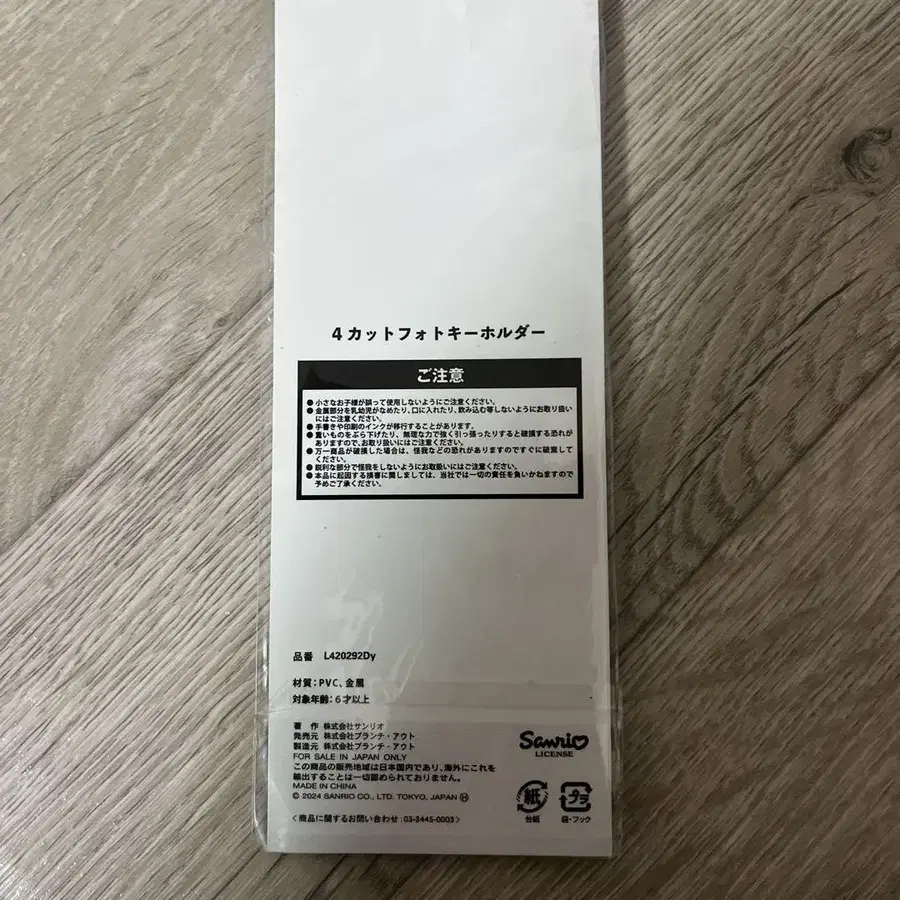 4カットフォトキーホルダー
ご注意
●小さなお子様が誤って使用しないようにご注意ください。
●金属部分を乳幼児がなめたり、口に入れたり、飲み込む等しないようにお取り扱い
にはご注意ください。
●手書きや印刷のインクが移行することがあります。
●重いものをぶら下げたり、無理な力で強く引っ張ったりすると破損する恐れが
ありますので、お取り扱いにはご注意ください。
●万一商品が破損した場合は、怪我などの恐れがありますのですぐに破棄して
ください。
●鋭利な部分で怪我をしないようにお取扱いにはご注意ください。
●本品に起因する損害に関しましては、当社では一切の責任を負いかねますので
予めご了承ください。
品番 L420292Dy
材質：PVC、金属
対象年齢：6才以上
著 作 株式会社サンリオ
発売元 株式会社ブランチ・アウト
製造元 株式会社ブランチ・アウト
FOR SALE IN JAPAN ONLY
この商品の販売地域は日本国内であり、海外にこれを
輸出することは一切認められておりません。
MADE IN CHINA
© 2024 SANRIO CO., LTD. TOKYO, JAPAN Ⓗ
〈商品に関するお問い合わせ：03-3445-0003〉
Sanrio
LICENSE
紙
台紙
プラ
袋・フック